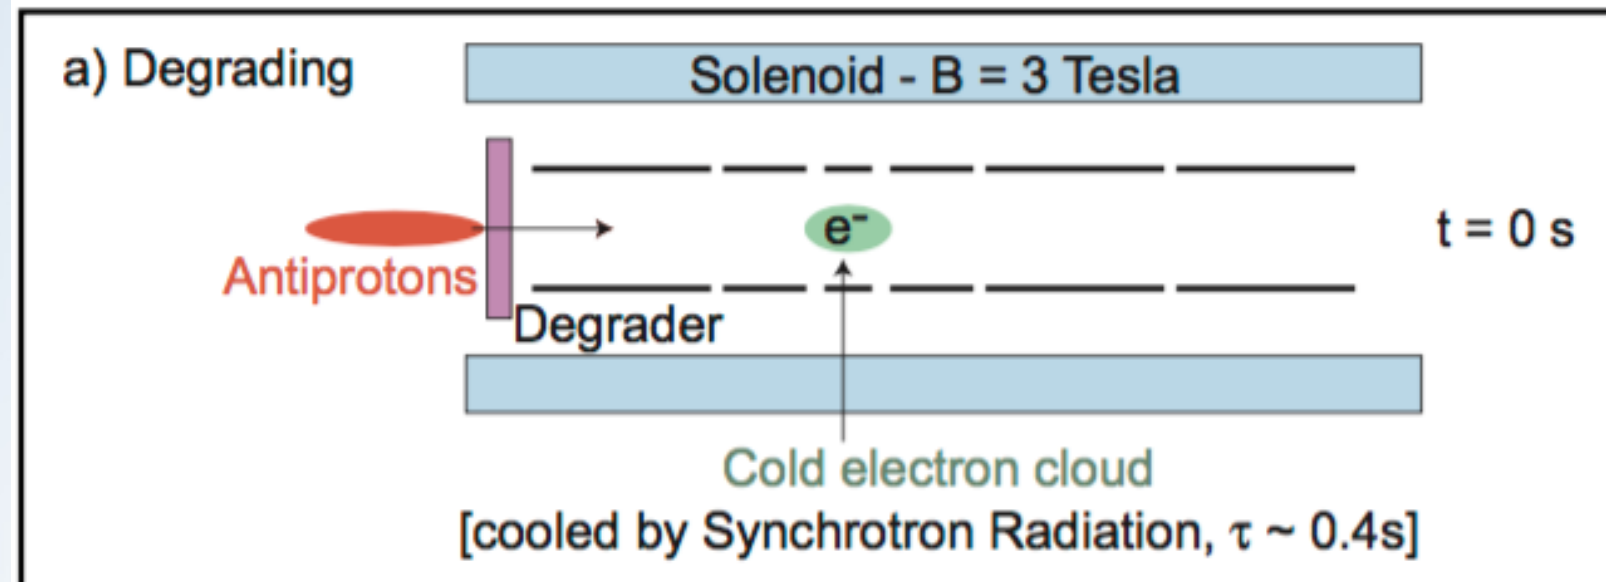 a) Degrading
Solenoid - B = 3 Tesla
e⁻
t = 0 s
Antiprotons
Degrader
Cold electron cloud
[cooled by Synchrotron Radiation, τ ~ 0.4s]